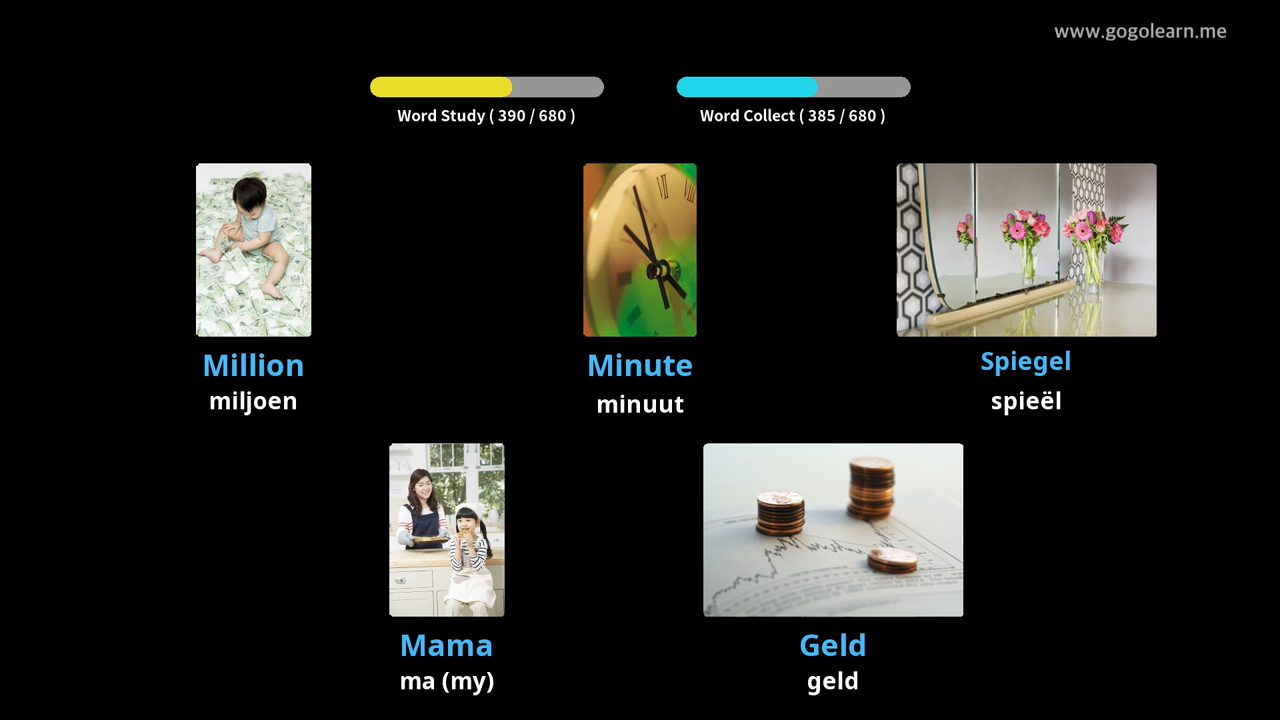 www.gogolearn.me
Word Study ( 390 / 680 )
Word Collect ( 385 / 680 )
Million
miljoen
Minute
minuut
Spiegel
spieël
Mama
ma (my)
Geld
geld